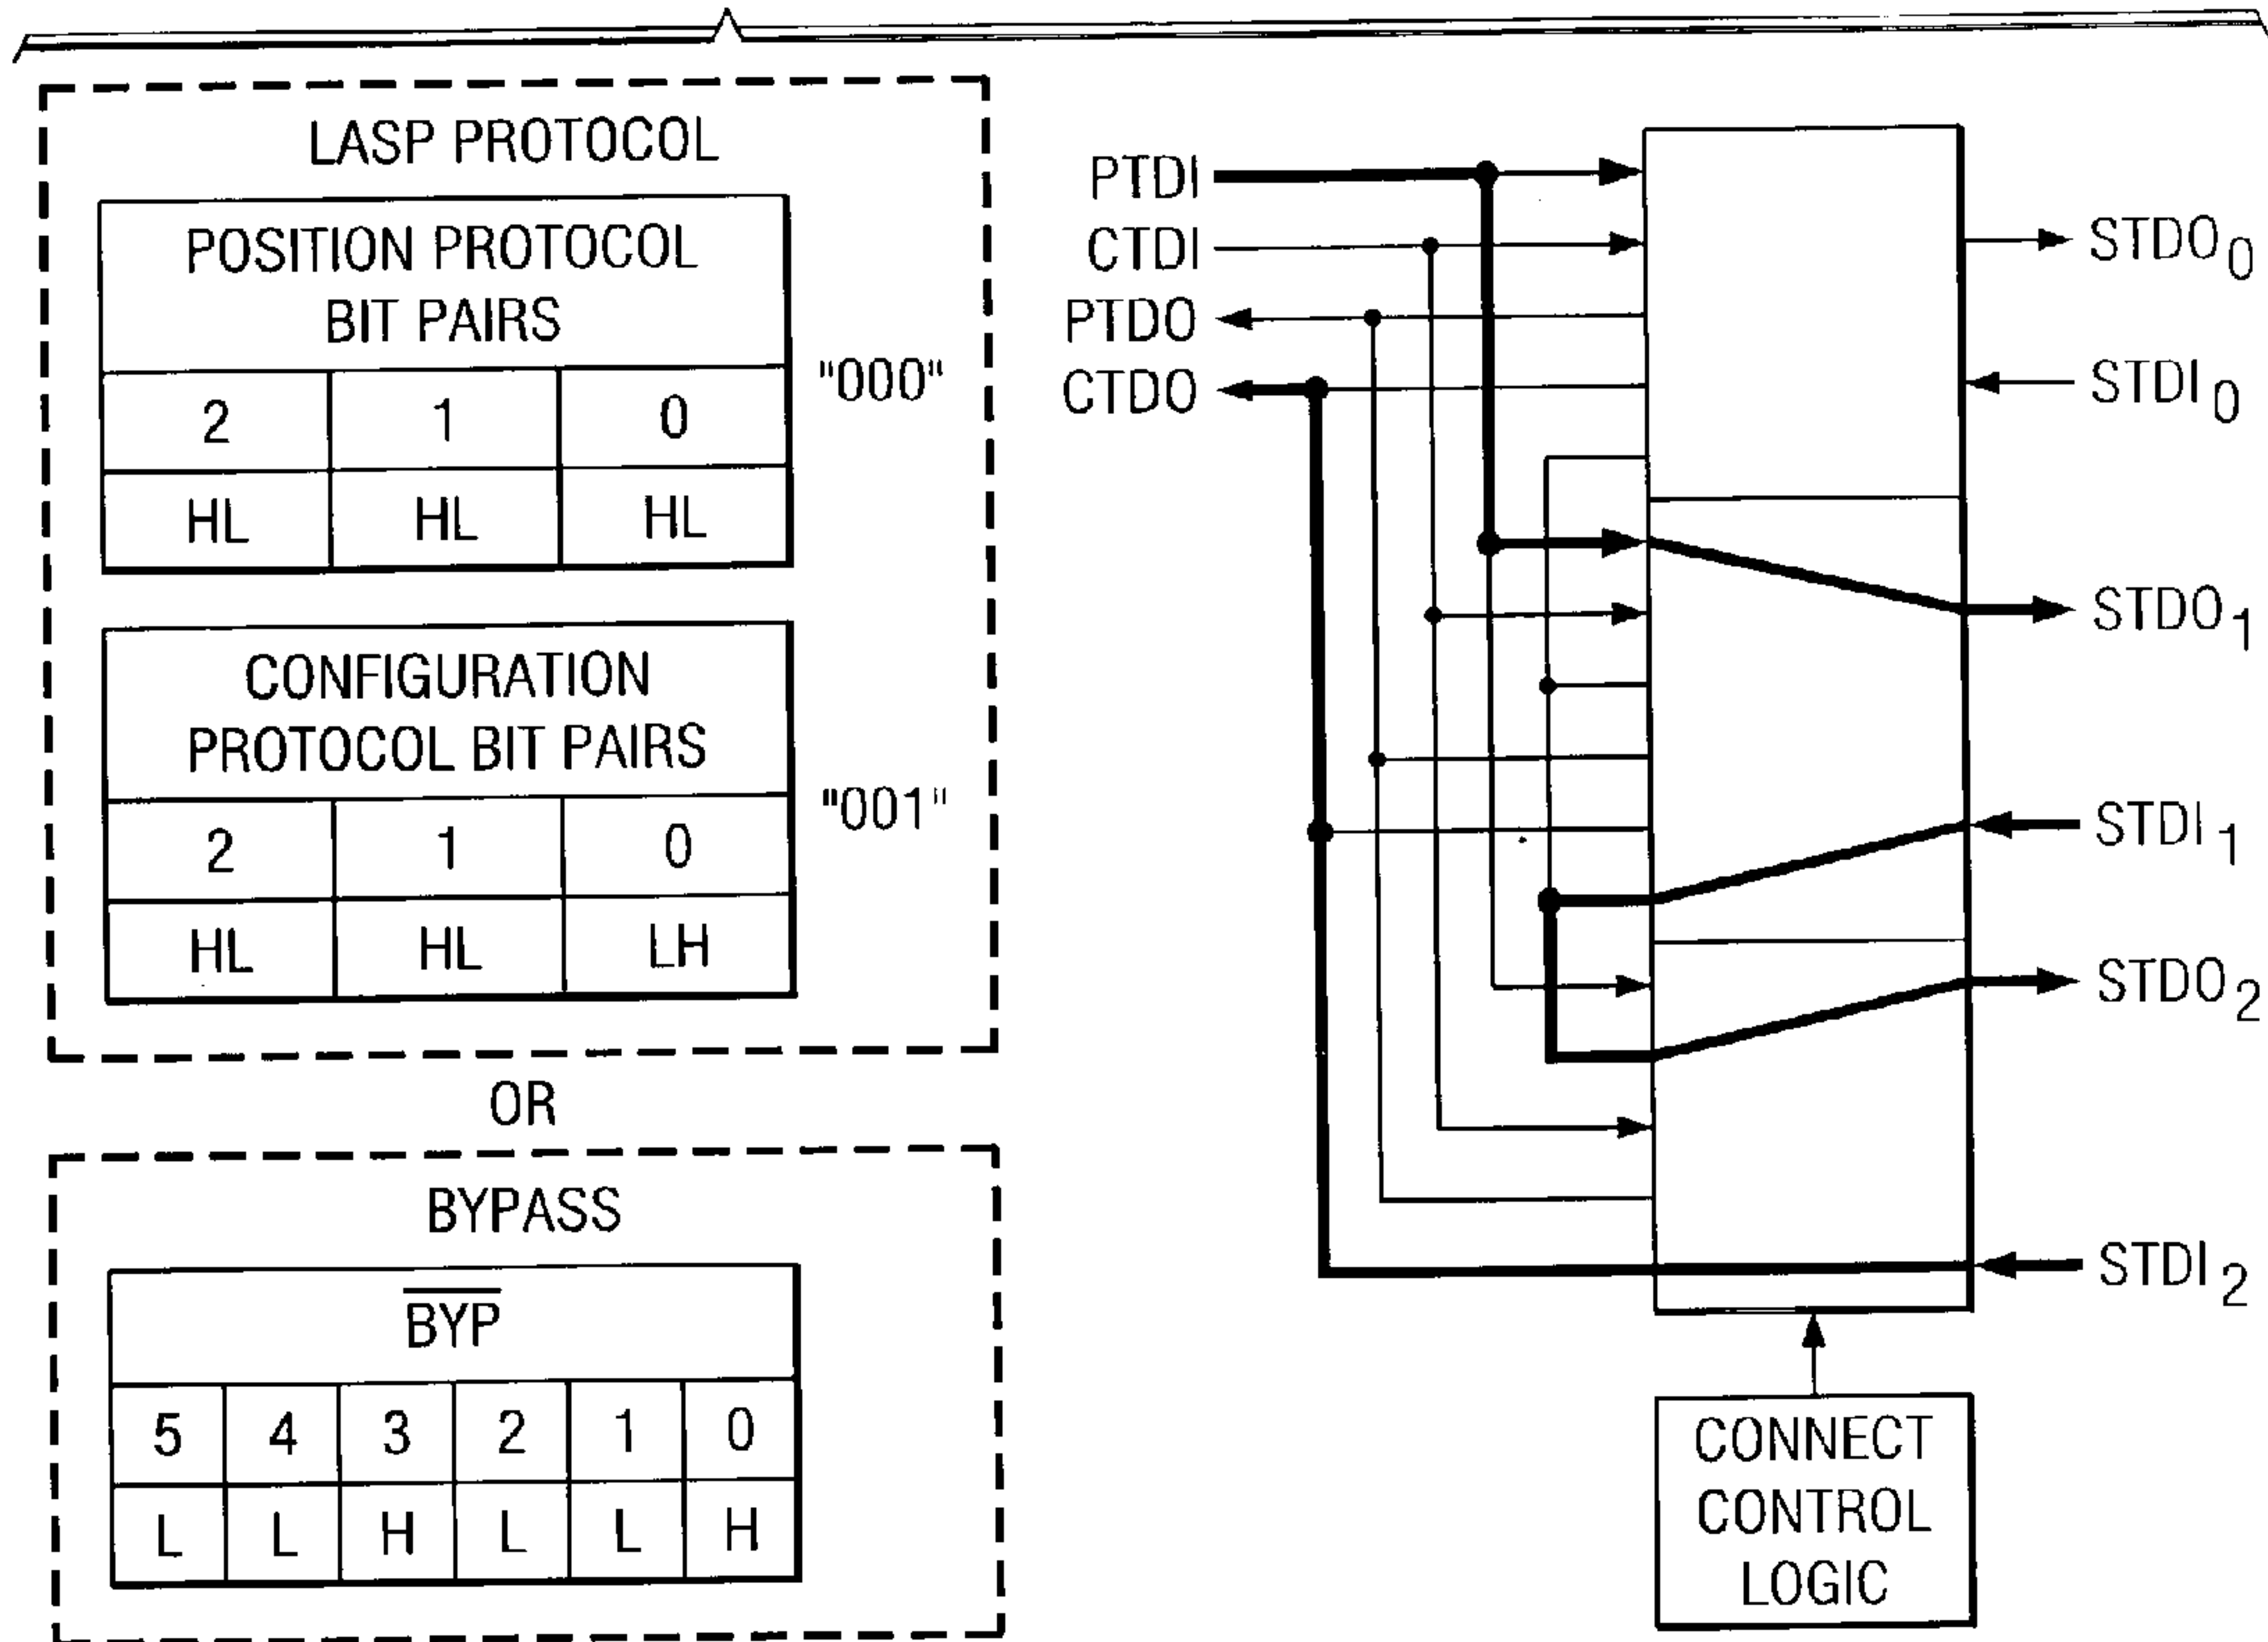 LASP PROTOCOL
POSITION PROTOCOL
BIT PAIRS
2 1 0
HL HL HL
"000"
CONFIGURATION
PROTOCOL BIT PAIRS
2 1 0
HL HL LH
"001"
OR
BYPASS
BYP
5 4 3 2 1 0
L L H L L H
PTDI
CTDI
PTDO
CTDO
STDO0
STDI0
STDO1
STDI1
STDO2
STDI2
CONNECT
CONTROL
LOGIC